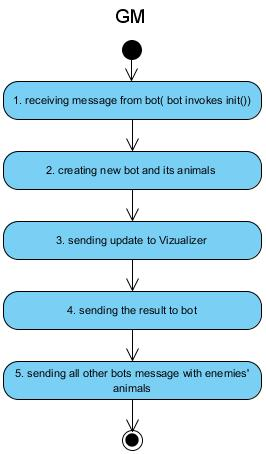 GM
1. receiving message from bot( bot invokes init())
2. creating new bot and its animals
3. sending update to Vizualizer
4. sending the result to bot
5. sending all other bots message with enemies'
animals